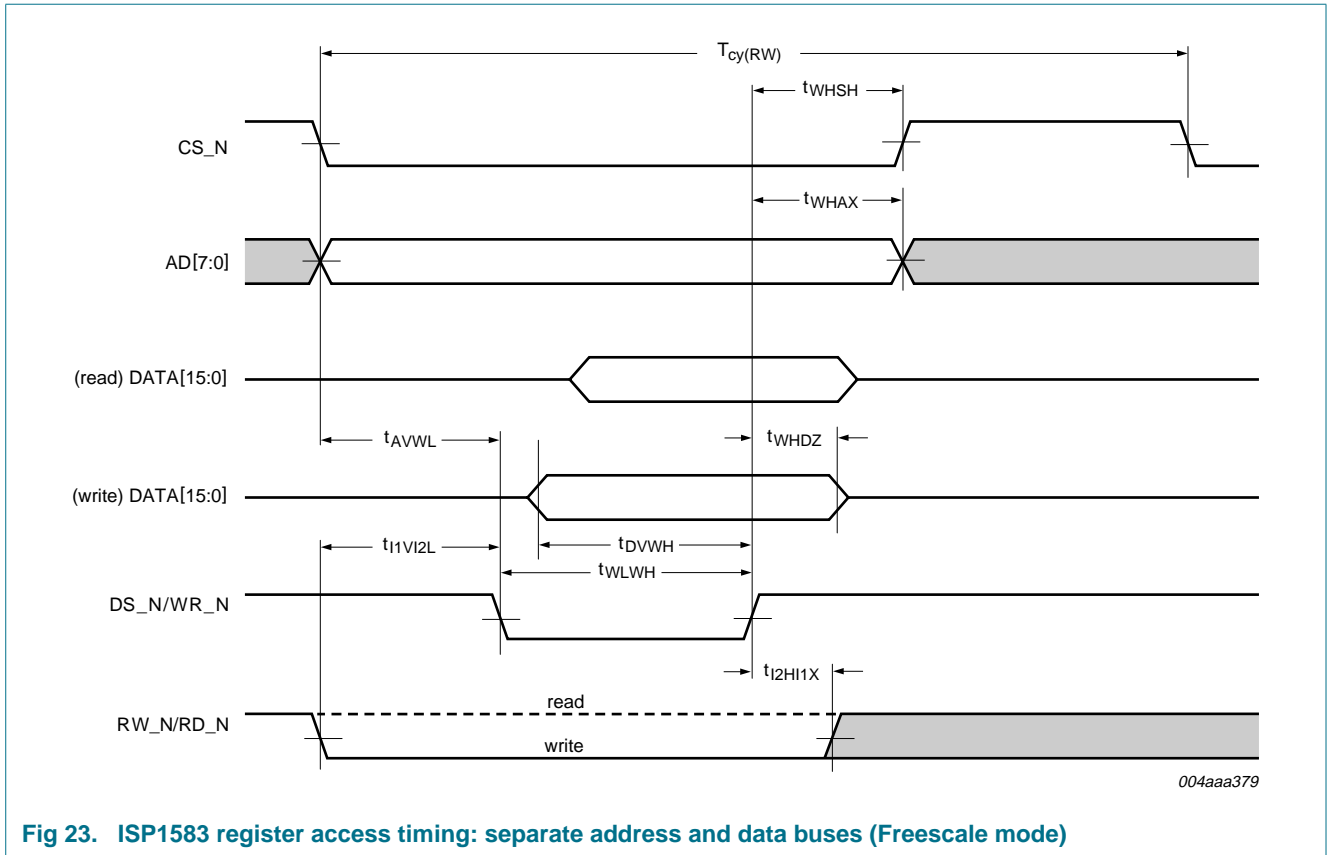 Tcy(RW)
tWHSH
CS_N
tWHAX
AD[7:0]
(read) DATA[15:0]
tAVWL
tWHDZ
(write) DATA[15:0]
tI1VI2L
tDVWH
tWLWH
DS_N/WR_N
tI2HI1X
read
RW_N/RD_N
write
004aaa379
Fig 23. ISP1583 register access timing: separate address and data buses (Freescale mode)